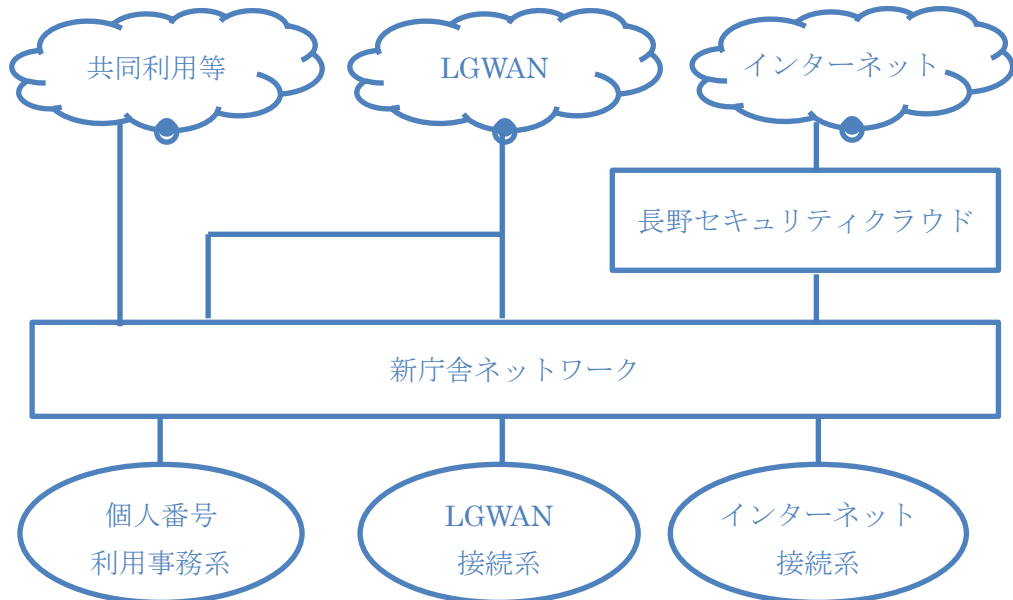 共同利用等
LGWAN
インターネット
長野セキュリティクラウド
新庁舎ネットワーク
個人番号
利用事務系
LGWAN
接続系
インターネット
接続系